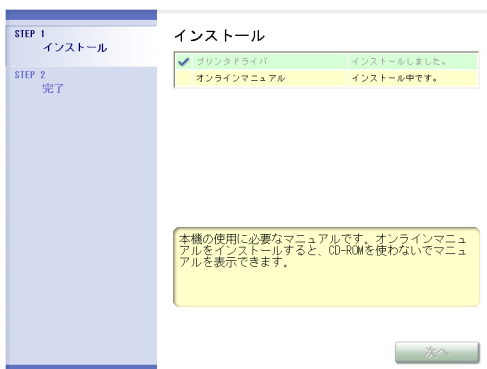 STEP 1
インストール
STEP 2
完了
インストール
プリンタドライバ インストールしました。
オンラインマニュアル インストール中です。
本機の使用に必要なマニュアルです。オンラインマニュ
アルをインストールすると、CD-ROMを使わないでマニュ
アルを表示できます。
次へ